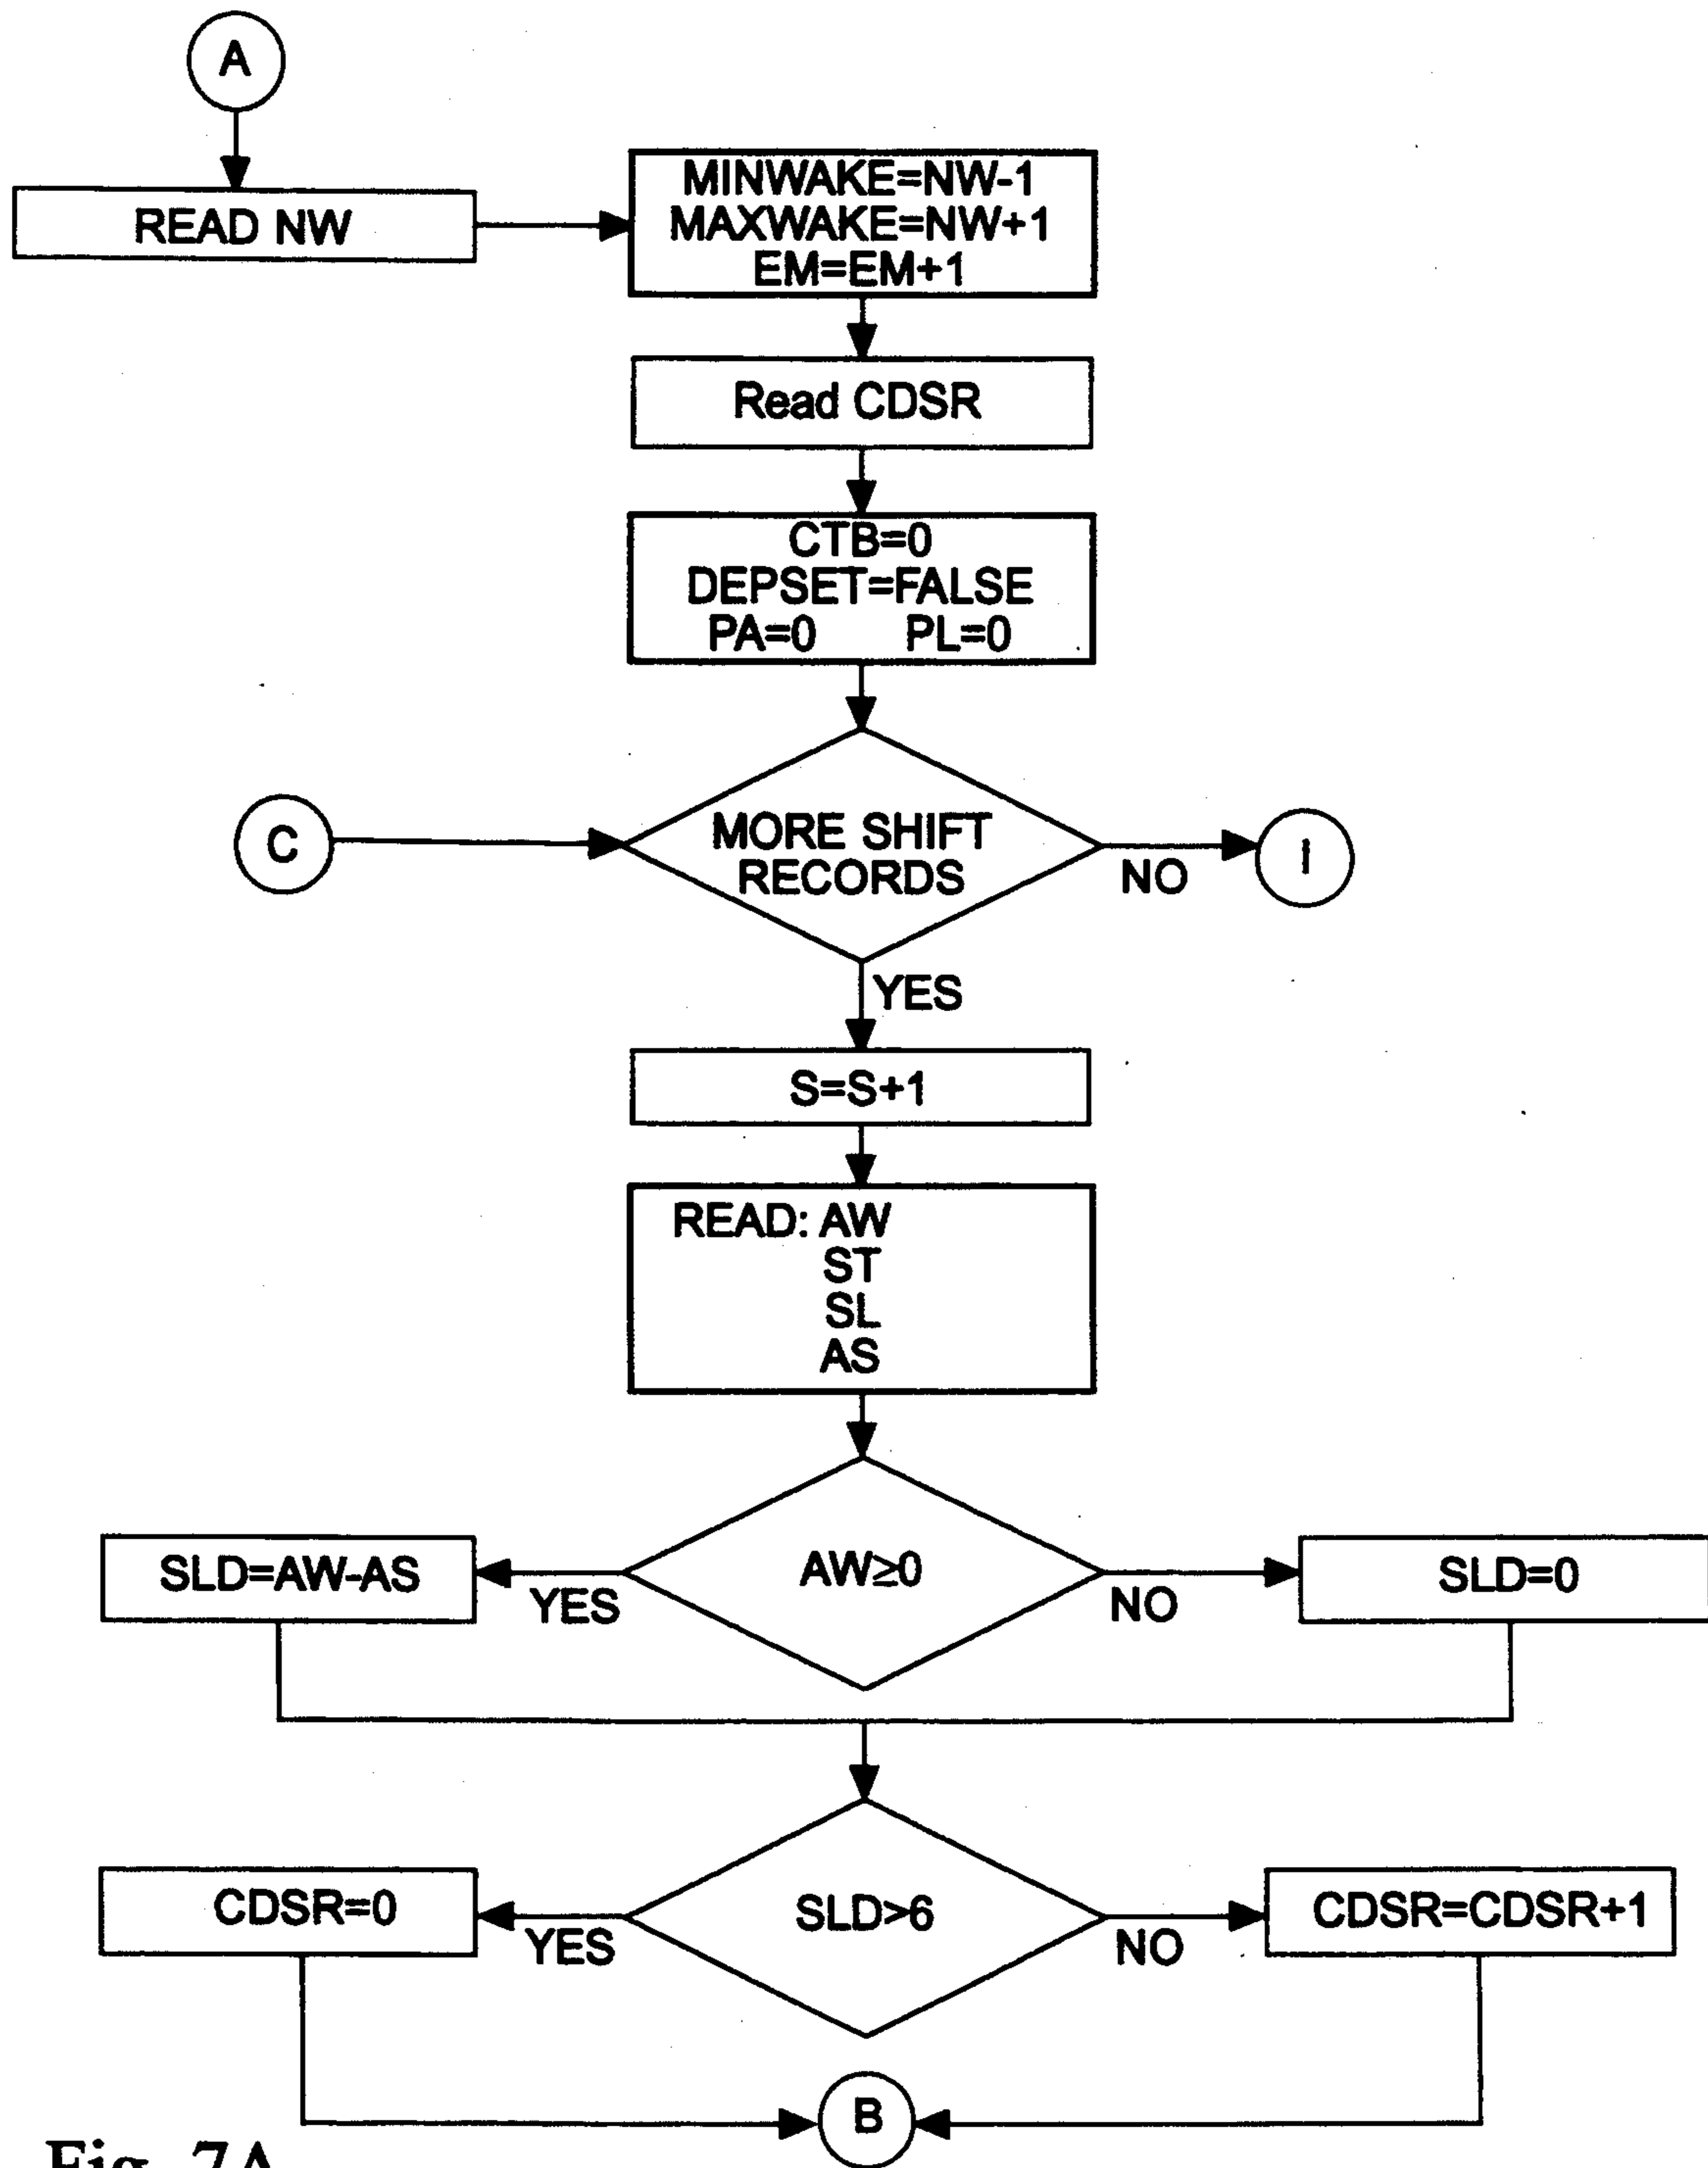 A
READ NW
MINWAKE=NW-1
MAXWAKE=NW+1
EM=EM+1
Read CDSR
CTB=0
DEPSET=FALSE
PA=0 PL=0
C
MORE SHIFT
RECORDS
NO
I
YES
S=S+1
READ: AW
ST
SL
AS
SLD=AW-AS
YES
AW≥0
NO
SLD=0
CDSR=0
YES
SLD>6
NO
CDSR=CDSR+1
B
Fig. 7A